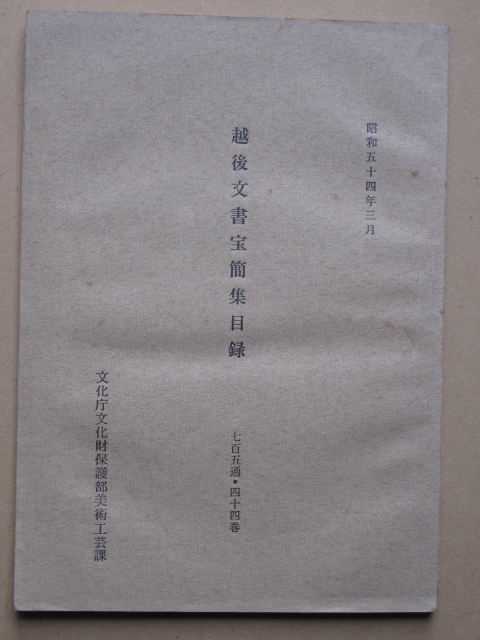 昭和五十四年三月
越後文書宝簡集目録
七百五通・四十四巻
文化庁文化財保護部美術工芸課